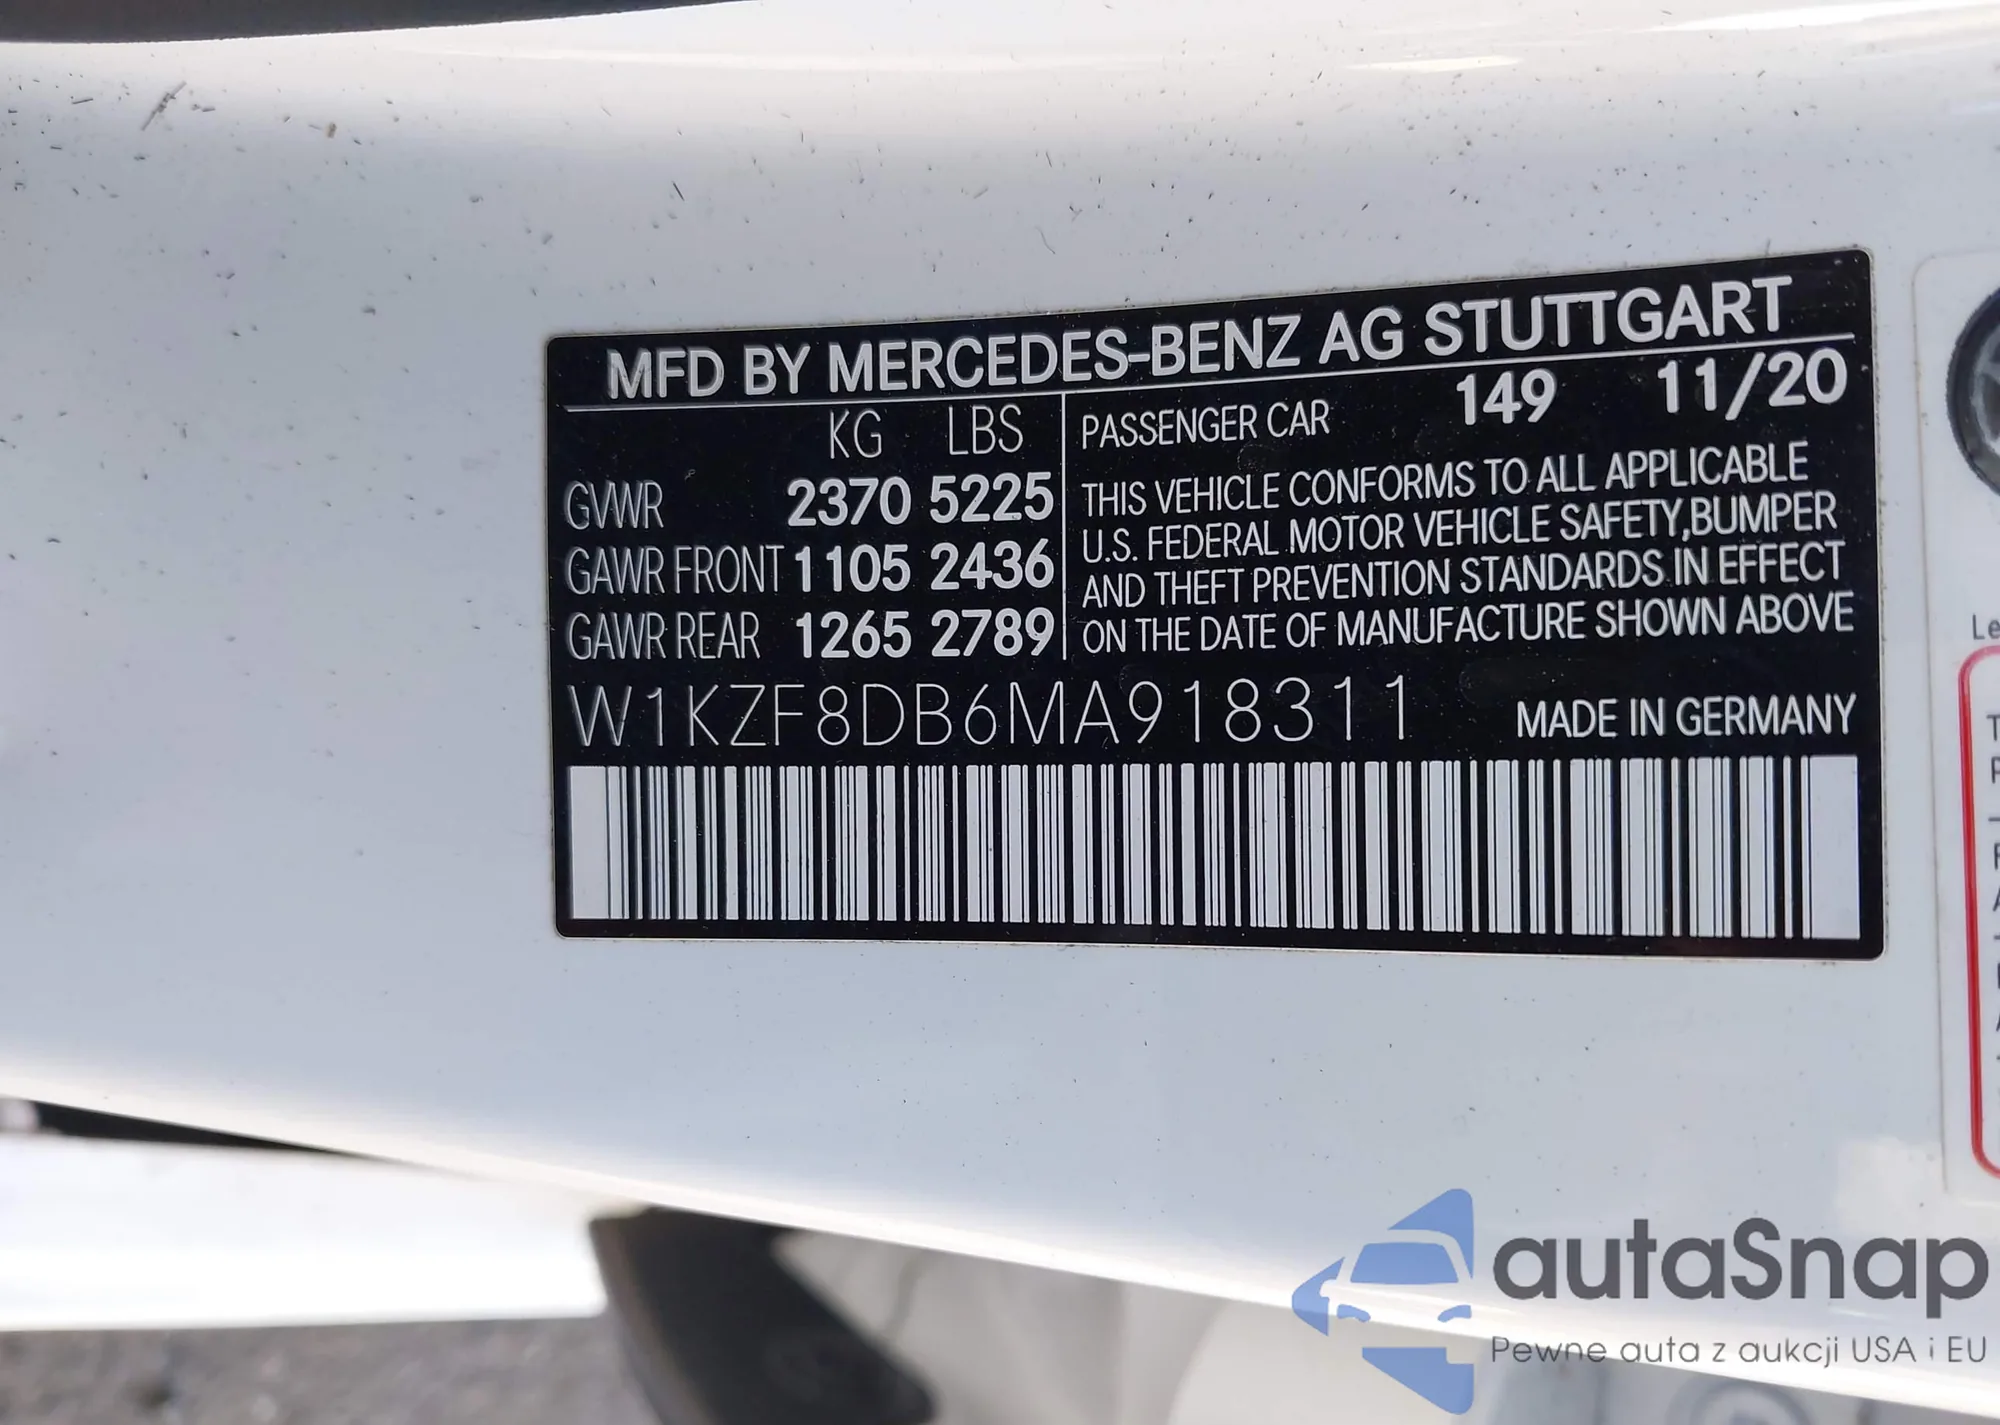 MFD BY MERCEDES-BENZ AG STUTTGART
KG LBS
GVWR 2370 5225
GAWR FRONT 1105 2436
GAWR REAR 1265 2789
PASSENGER CAR 149 11/20
THIS VEHICLE CONFORMS TO ALL APPLICABLE
U.S. FEDERAL MOTOR VEHICLE SAFETY,BUMPER
AND THEFT PREVENTION STANDARDS IN EFFECT
ON THE DATE OF MANUFACTURE SHOWN ABOVE
W1KZF8DB6MA918311 MADE IN GERMANY
Le
autaSnap
Pewne auta z aukcji USA i EU